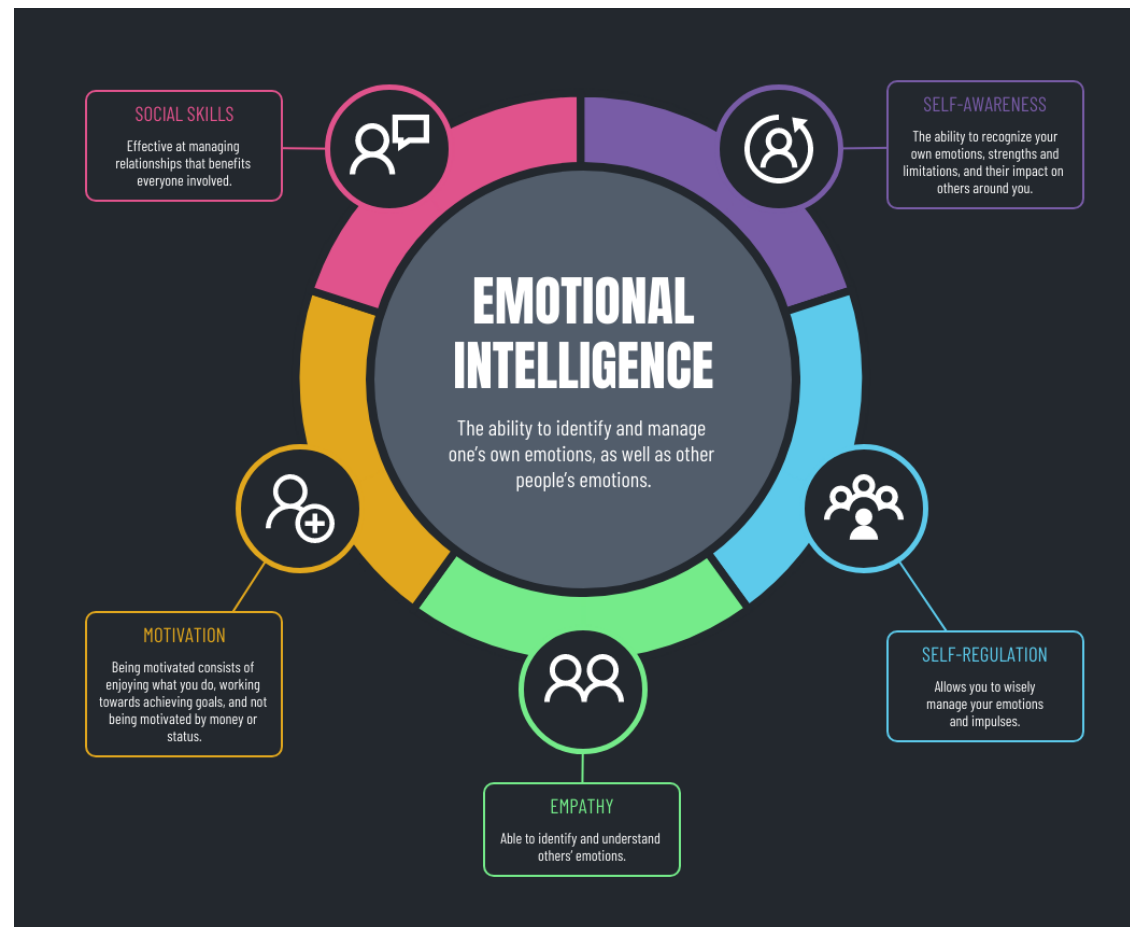 SOCIAL SKILLS
Effective at managing
relationships that benefits
everyone involved.
SELF-AWARENESS
The ability to recognize your
own emotions, strengths and
limitations, and their impact on
others around you.
EMOTIONAL
INTELLIGENCE
The ability to identify and manage
one's own emotions, as well as other
people's emotions.
MOTIVATION
Being motivated consists of
enjoying what you do, working
towards achieving goals, and not
being motivated by money or
status.
SELF-REGULATION
Allows you to wisely
manage your emotions
and impulses.
EMPATHY
Able to identify and understand
others' emotions.